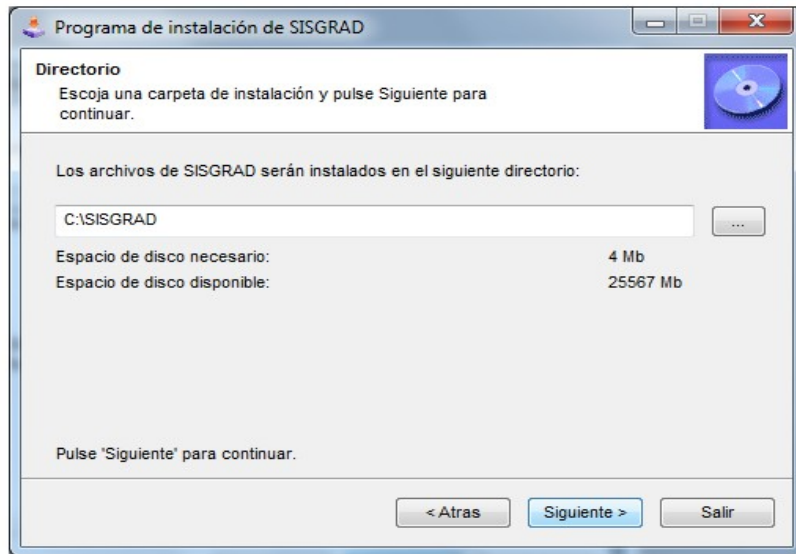 Programa de instalación de SISGRAD
Directorio
Escoja una carpeta de instalación y pulse Siguiente para
continuar.
Los archivos de SISGRAD serán instalados en el siguiente directorio:
C:\SISGRAD
...
Espacio de disco necesario: 4 Mb
Espacio de disco disponible: 25567 Mb
Pulse 'Siguiente' para continuar.
< Atras Siguiente > Salir